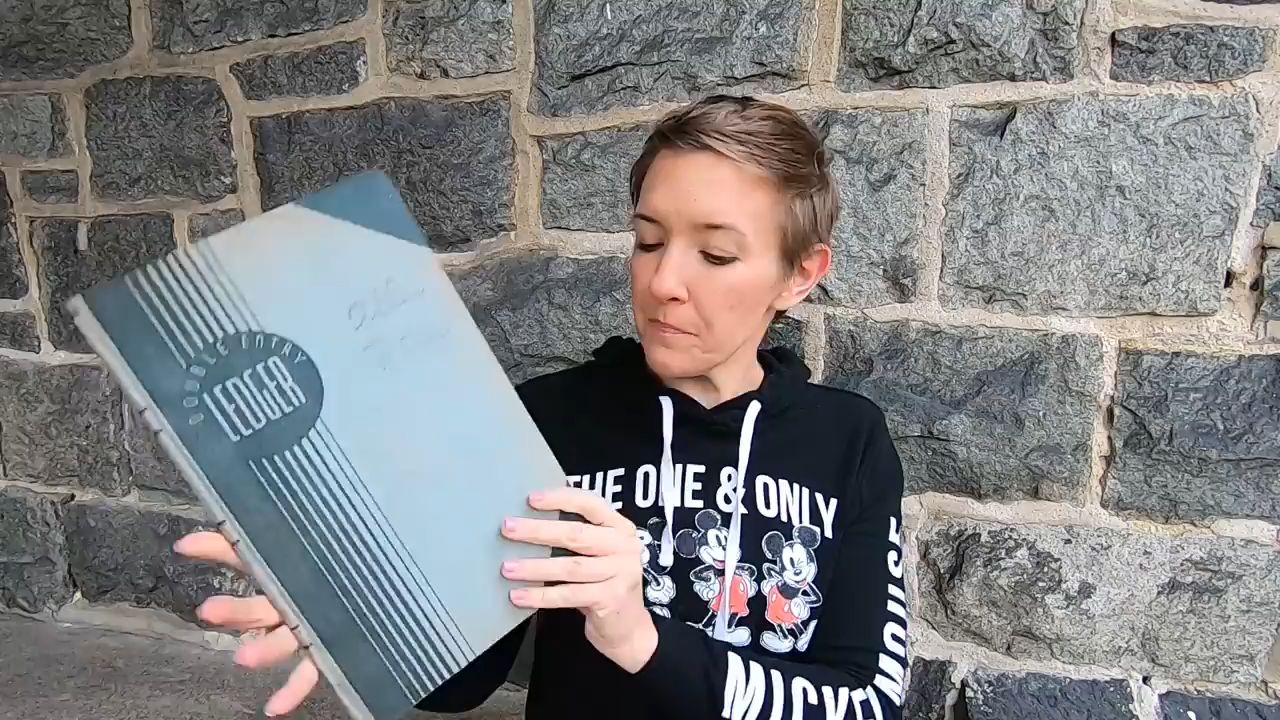 DOUBLE ENTRY
LEDGER
THE ONE & ONLY
MICKEY MOUSE